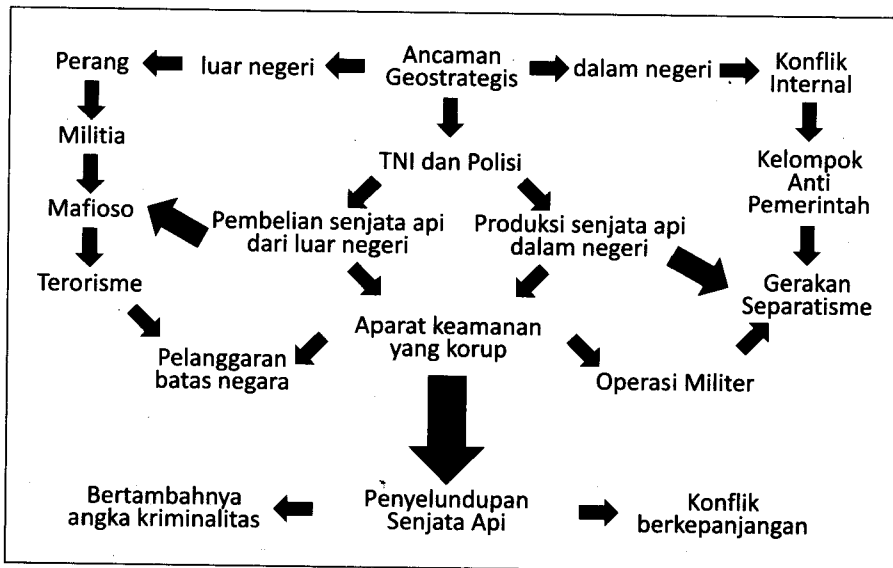 Perang
luar negeri
Ancaman
Geostrategis
dalam negeri
Konflik
Internal
Militia
TNI dan Polisi
Kelompok
Anti
Pemerintah
Mafioso
Pembelian senjata api
dari luar negeri
Produksi senjata api
dalam negeri
Terorisme
Gerakan
Separatisme
Aparat keamanan
yang korup
Pelanggaran
batas negara
Operasi Militer
Bertambahnya
angka kriminalitas
Penyelundupan
Senjata Api
Konflik
berkepanjangan